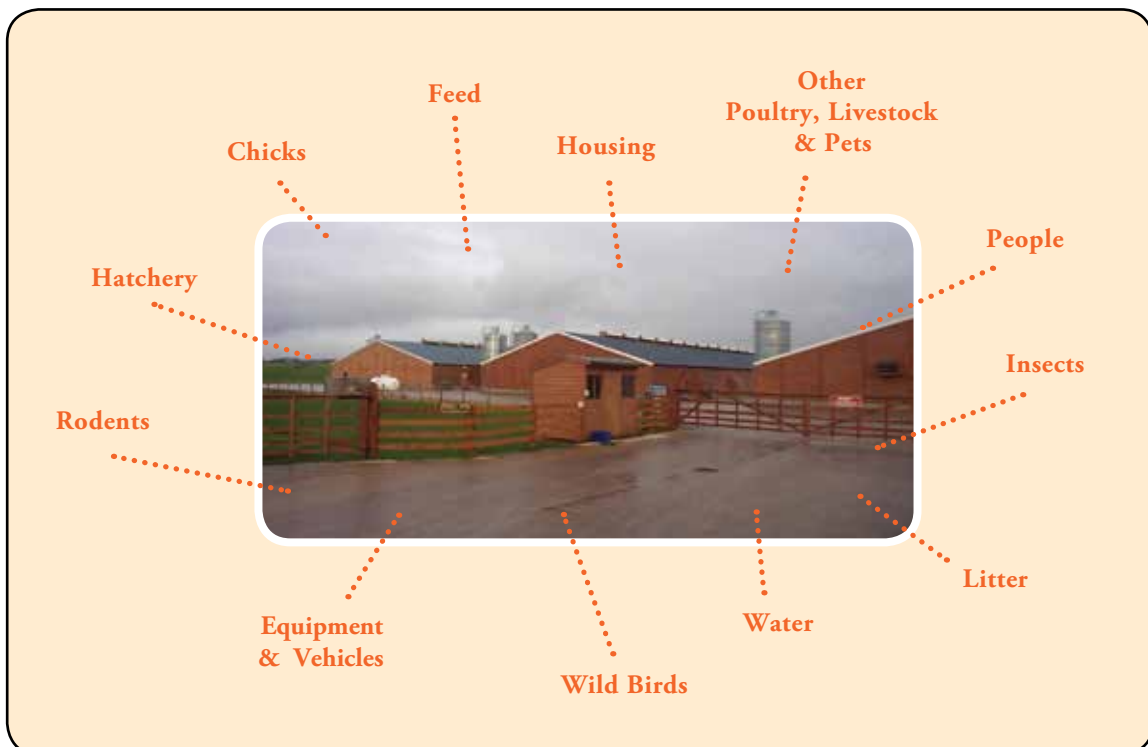 Feed
Other
Poultry, Livestock
& Pets
Chicks
Housing
People
Hatchery
Insects
Rodents
Litter
Equipment
& Vehicles
Water
Wild Birds